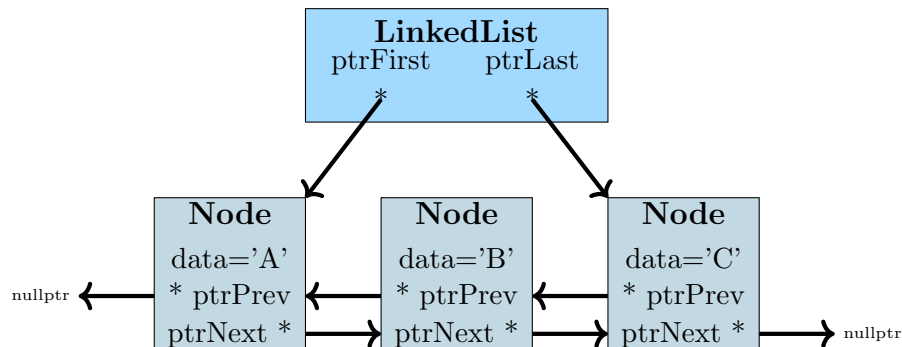 LinkedList
ptrFirst ptrLast
* *
Node Node Node
data='A' data='B' data='C'
nullptr * ptrPrev * ptrPrev * ptrPrev
ptrNext * ptrNext * ptrNext * nullptr